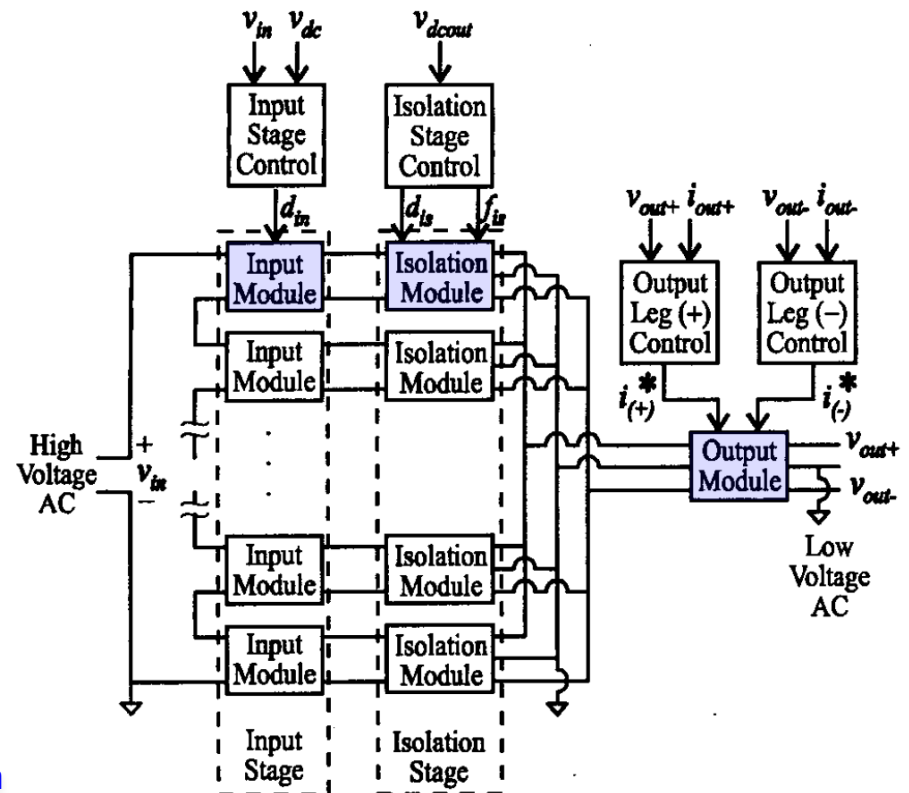 v_in v_dc
v_dcout
Input
Stage
Control
Isolation
Stage
Control
d_in
d_is
f_is
v_out+ i_out+
v_out- i_out-
Output
Leg (+)
Control
Output
Leg (−)
Control
i*_(+)
i*_(-)
Input
Module
Isolation
Module
Input
Module
Isolation
Module
High
Voltage
AC
+
v_in
−
Output
Module
v_out+
v_out-
Low
Voltage
AC
Input
Module
Isolation
Module
Input
Module
Isolation
Module
Input
Stage
Isolation
Stage